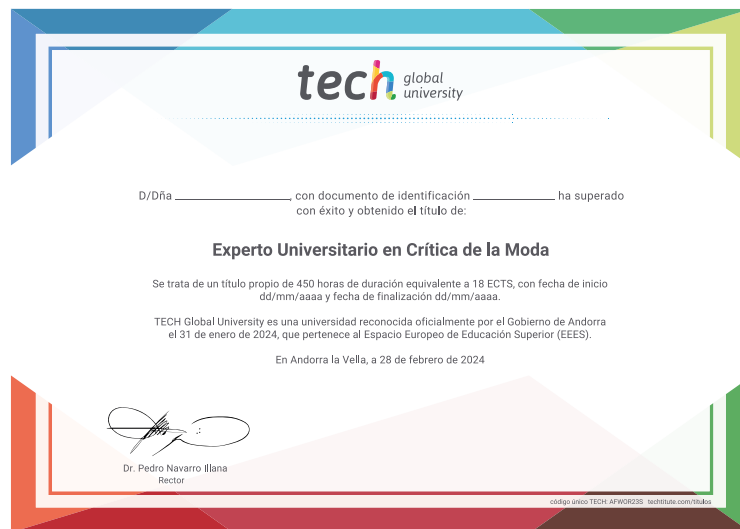 tech global university
D/Dña ____________, con documento de identificación ____________ ha superado
con éxito y obtenido el título de:
Experto Universitario en Crítica de la Moda
Se trata de un título propio de 450 horas de duración equivalente a 18 ECTS, con fecha de inicio
dd/mm/aaaa y fecha de finalización dd/mm/aaaa.
TECH Global University es una universidad reconocida oficialmente por el Gobierno de Andorra
el 31 de enero de 2024, que pertenece al Espacio Europeo de Educación Superior (EEES).
En Andorra la Vella, a 28 de febrero de 2024
Dr. Pedro Navarro Illana
Rector
código único TECH: AFWOR23S techtitute.com/titulos